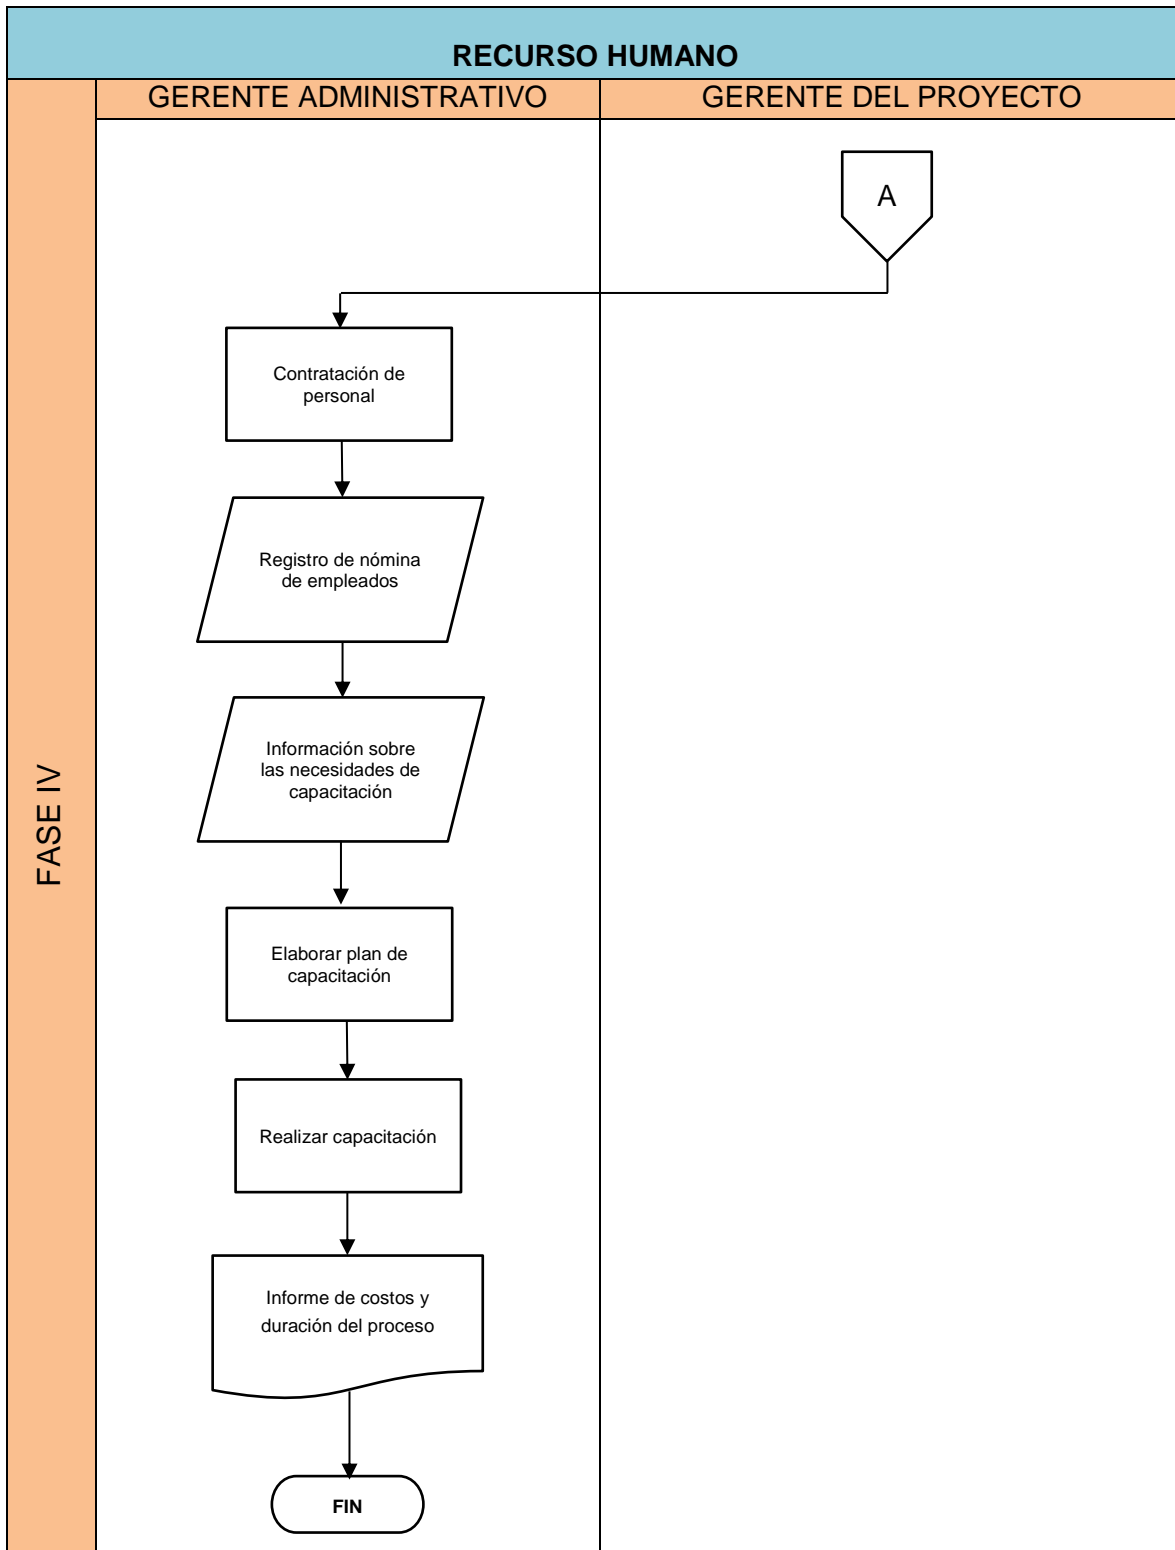 RECURSO HUMANO
GERENTE ADMINISTRATIVO
GERENTE DEL PROYECTO
FASE IV
A
Contratación de
personal
Registro de nómina
de empleados
Información sobre
las necesidades de
capacitación
Elaborar plan de
capacitación
Realizar capacitación
Informe de costos y
duración del proceso
FIN